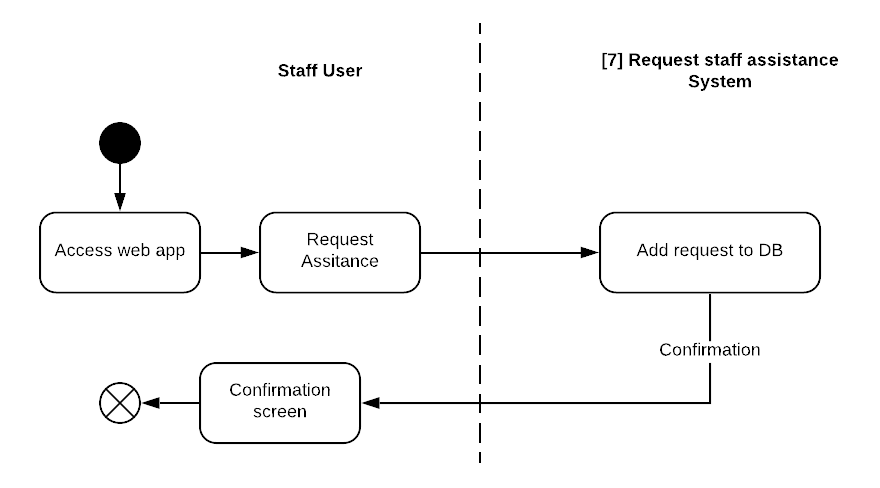 Staff User
[7] Request staff assistance
System
Access web app
Request
Assitance
Add request to DB
Confirmation
Confirmation
screen